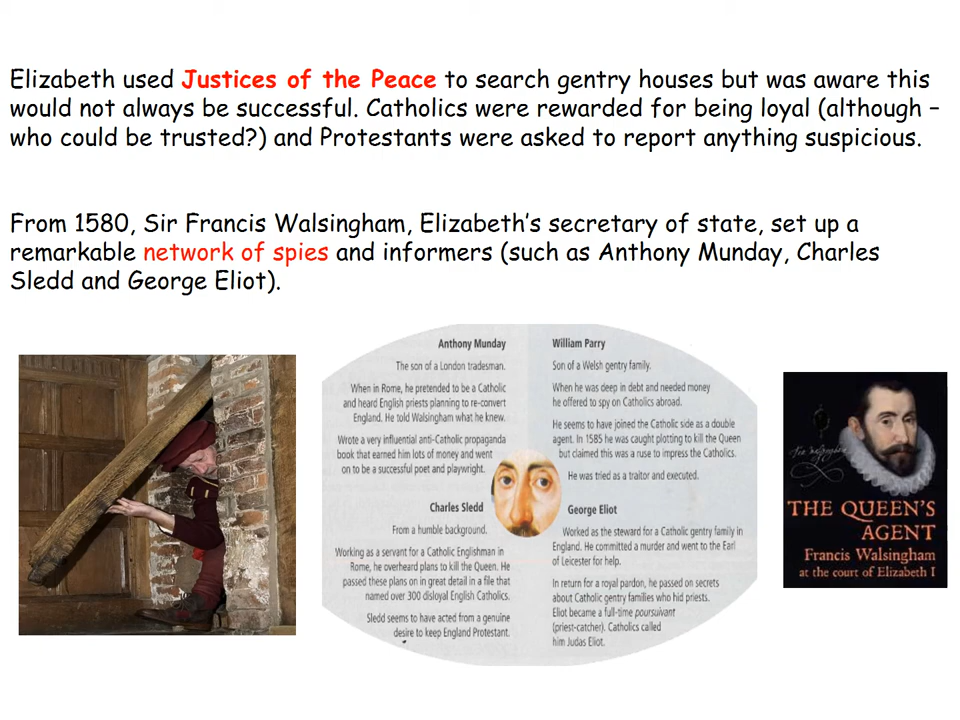 Elizabeth used Justices of the Peace to search gentry houses but was aware this
would not always be successful. Catholics were rewarded for being loyal (although –
who could be trusted?) and Protestants were asked to report anything suspicious.
From 1580, Sir Francis Walsingham, Elizabeth's secretary of state, set up a
remarkable network of spies and informers (such as Anthony Munday, Charles
Sledd and George Eliot).
Anthony Munday
The son of a London tradesman.
When in Rome, he pretended to be a Catholic
and heard English priests planning to re-convert
England. He told Walsingham what he knew.
Wrote a very influential anti-Catholic propaganda
book that earned him lots of money and went
on to be a successful poet and playwright.
William Parry
Son of a Welsh gentry family.
When he was deep in debt and needed money
he offered to spy on Catholics abroad.
He seems to have joined the Catholic side as a double
agent. In 1585 he was caught plotting to kill the Queen
but claimed this was a ruse to impress the Catholics.
He was tried as a traitor and executed.
Charles Sledd
From a humble background.
Working as a servant for a Catholic Englishman in
Rome, he overheard plans to kill the Queen. He
passed these plans on in great detail in a file that
named over 300 disloyal English Catholics.
Sledd seems to have acted from a genuine
desire to keep England Protestant.
George Eliot
Worked as the steward for a Catholic gentry family in
England. He committed a murder and went to the Earl
of Leicester for help.
In return for a royal pardon, he passed on secrets
about Catholic gentry families who hid priests.
Eliot became a full-time poursuivant
(priest-catcher). Catholics called
him Judas Eliot.
THE QUEEN'S
AGENT
Francis Walsingham
at the court of Elizabeth I